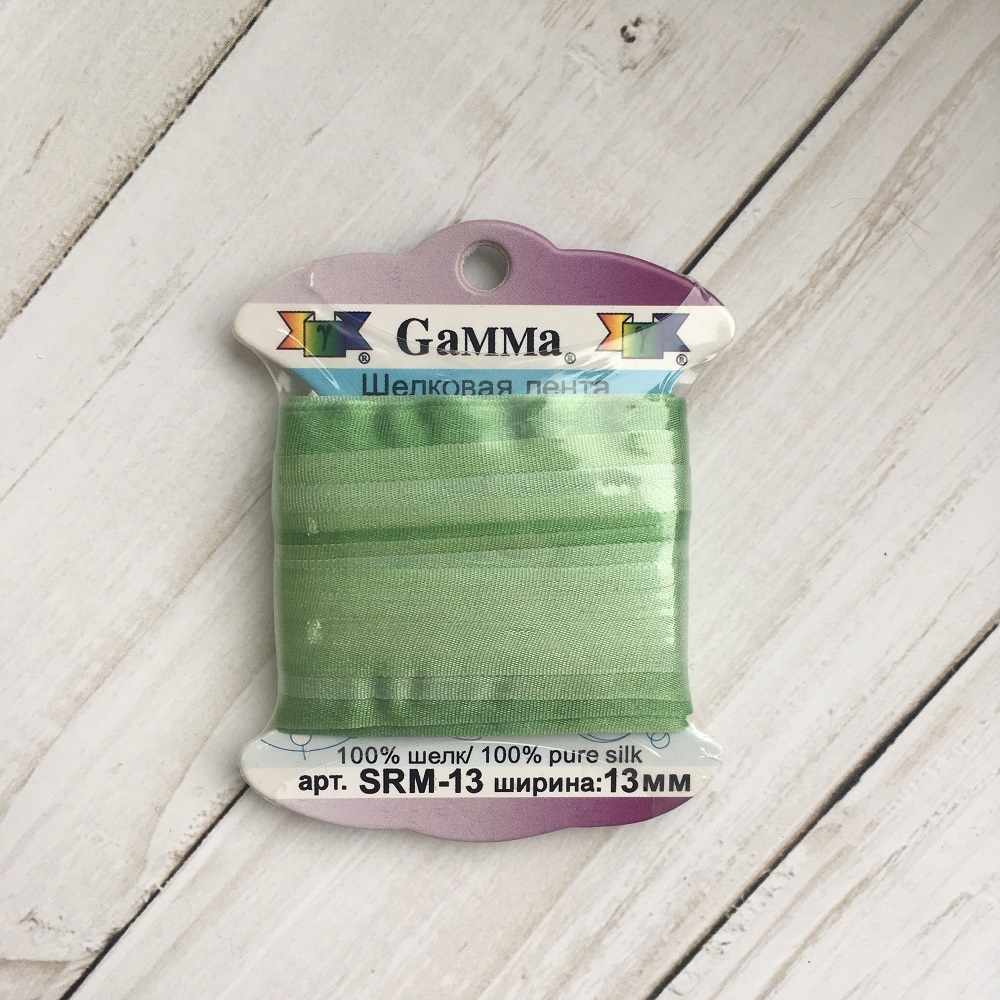 γ ® GaMMa® γ ®
Шелковая лента
100% шелк/ 100% pure silk
арт. SRM-13 ширина:13мм